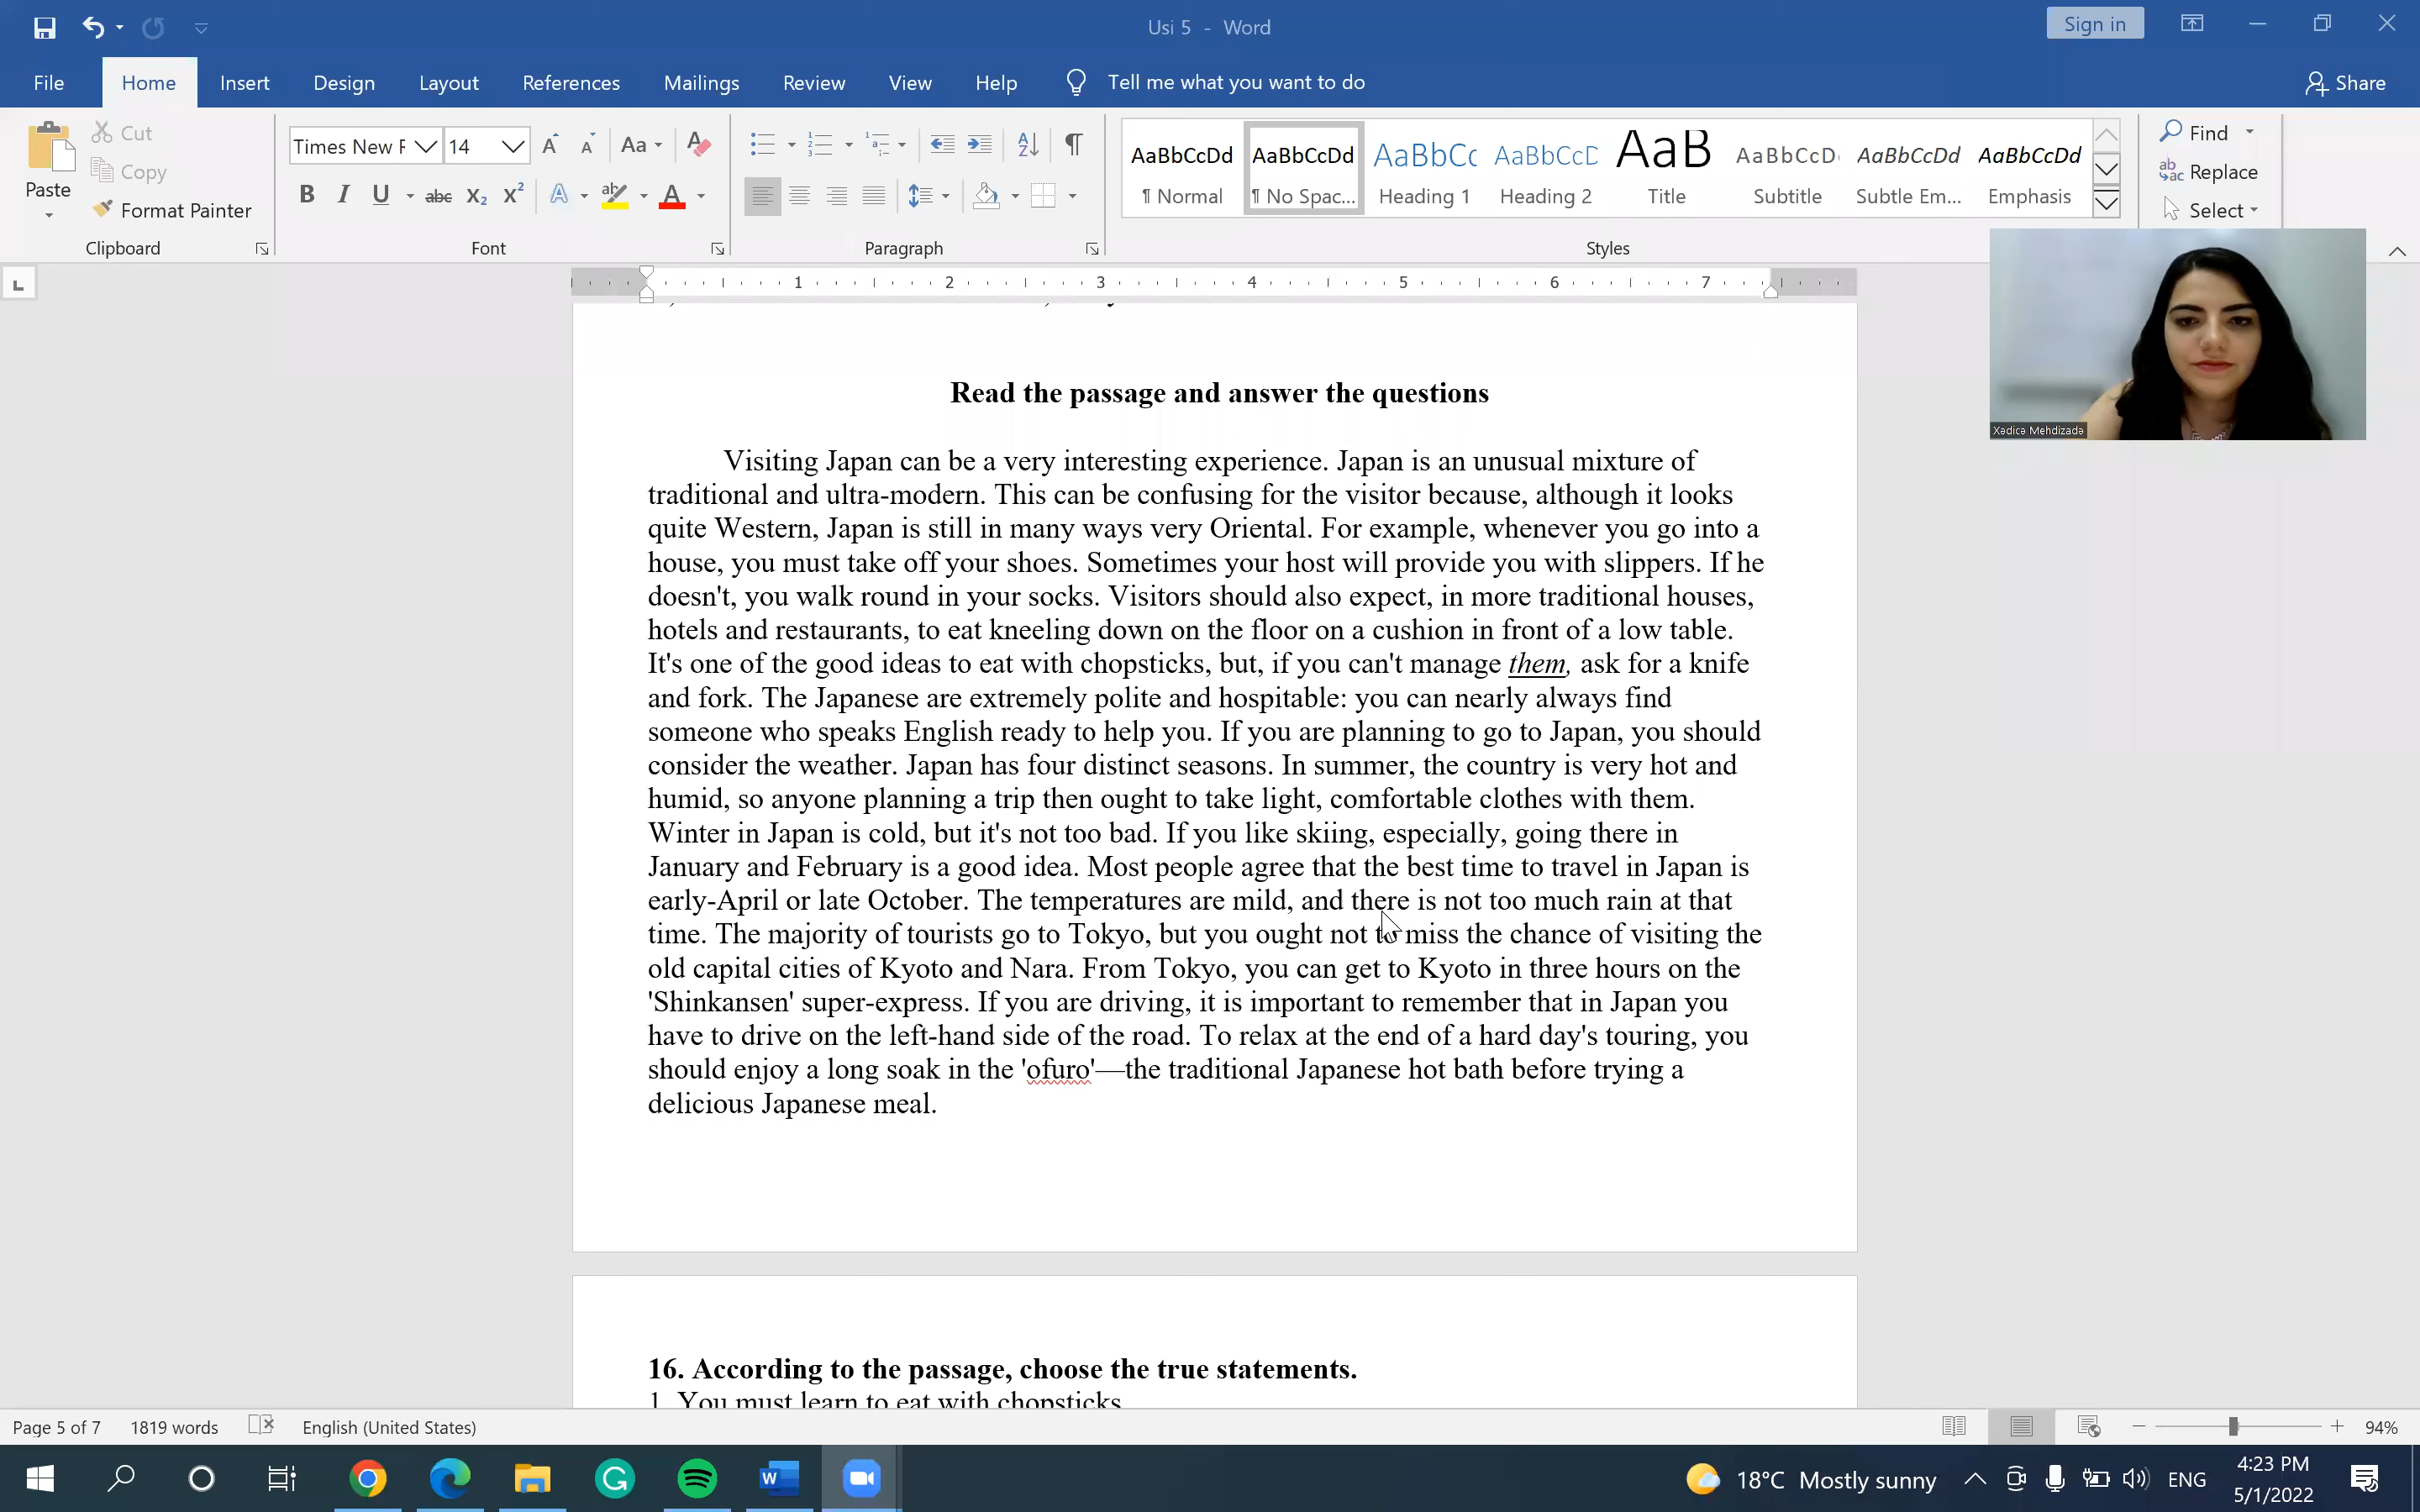 Usi 5 - Word
Sign in
File Home Insert Design Layout References Mailings Review View Help Tell me what you want to do Share
Paste
Cut
Copy
Format Painter
Clipboard
Times New F 14
Font
Paragraph
AaBbCcDd AaBbCcDd AaBbCc AaBbCcD AaB AaBbCcD AaBbCcDd AaBbCcDd
¶ Normal ¶ No Spac... Heading 1 Heading 2 Title Subtitle Subtle Em... Emphasis
Styles
Find
Replace
Select
1 2 3 4 5 6 7
Xədicə Mehdizadə
Read the passage and answer the questions
Visiting Japan can be a very interesting experience. Japan is an unusual mixture of
traditional and ultra-modern. This can be confusing for the visitor because, although it looks
quite Western, Japan is still in many ways very Oriental. For example, whenever you go into a
house, you must take off your shoes. Sometimes your host will provide you with slippers. If he
doesn't, you walk round in your socks. Visitors should also expect, in more traditional houses,
hotels and restaurants, to eat kneeling down on the floor on a cushion in front of a low table.
It's one of the good ideas to eat with chopsticks, but, if you can't manage them, ask for a knife
and fork. The Japanese are extremely polite and hospitable: you can nearly always find
someone who speaks English ready to help you. If you are planning to go to Japan, you should
consider the weather. Japan has four distinct seasons. In summer, the country is very hot and
humid, so anyone planning a trip then ought to take light, comfortable clothes with them.
Winter in Japan is cold, but it's not too bad. If you like skiing, especially, going there in
January and February is a good idea. Most people agree that the best time to travel in Japan is
early-April or late October. The temperatures are mild, and there is not too much rain at that
time. The majority of tourists go to Tokyo, but you ought not to miss the chance of visiting the
old capital cities of Kyoto and Nara. From Tokyo, you can get to Kyoto in three hours on the
'Shinkansen' super-express. If you are driving, it is important to remember that in Japan you
have to drive on the left-hand side of the road. To relax at the end of a hard day's touring, you
should enjoy a long soak in the 'ofuro'—the traditional Japanese hot bath before trying a
delicious Japanese meal.
16. According to the passage, choose the true statements.
1. You must learn to eat with chopsticks
Page 5 of 7 1819 words English (United States) 94%
18°C Mostly sunny ENG
4:23 PM
5/1/2022